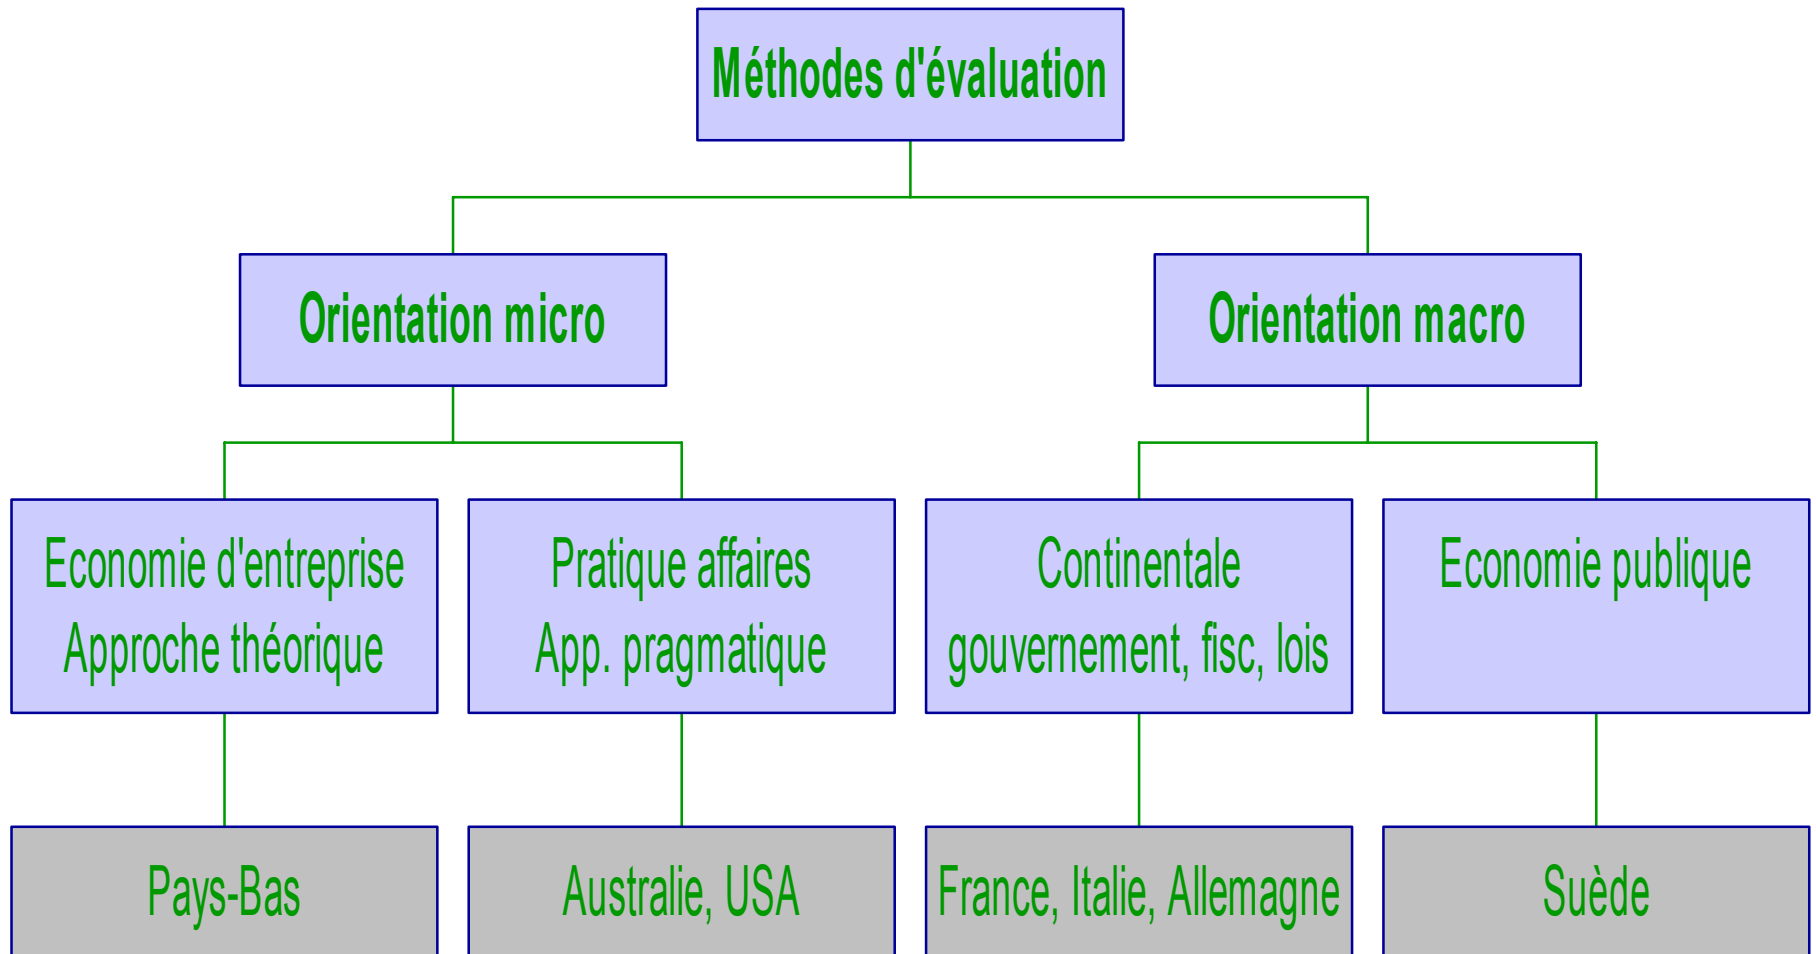 Méthodes d'évaluation
Orientation micro
Orientation macro
Economie d'entreprise
Approche théorique
Pratique affaires
App. pragmatique
Continentale
gouvernement, fisc, lois
Economie publique
Pays-Bas
Australie, USA
France, Italie, Allemagne
Suède